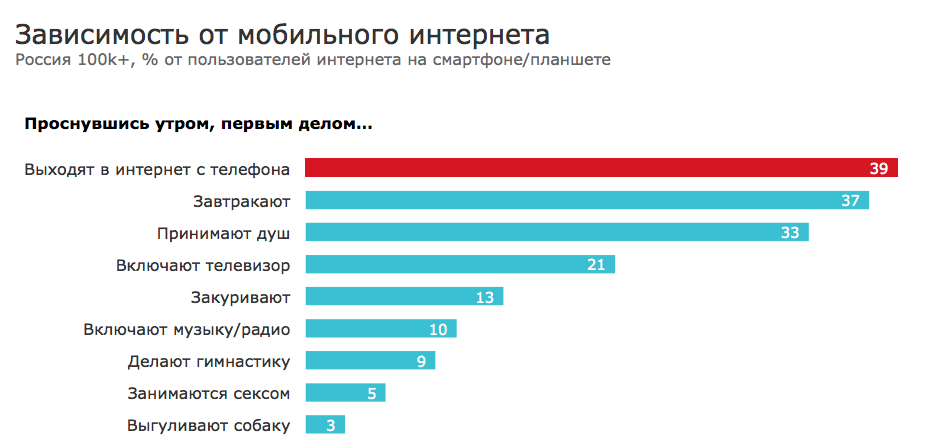 Зависимость от мобильного интернета
Россия 100k+, % от пользователей интернета на смартфоне/планшете
Проснувшись утром, первым делом...
Выходят в интернет с телефона 39
Завтракают 37
Принимают душ 33
Включают телевизор 21
Закуривают 13
Включают музыку/радио 10
Делают гимнастику 9
Занимаются сексом 5
Выгуливают собаку 3